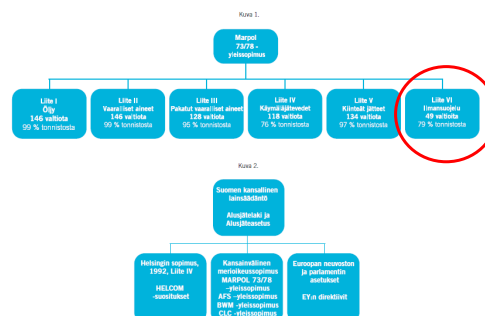 Kuva 1.
Marpol
73/78 -
yleissopimus
Liite I
Öljy
146 valtiota
99 % tonnistosta
Liite II
Vaaralliset aineet
146 valtiota
99 % tonnistosta
Liite III
Pakatut vaaralliset aineet
128 valtiota
95 % tonnistosta
Liite IV
Käymäläjätevedet
118 valtiota
76 % tonnistosta
Liite V
Kiinteät jätteet
134 valtiota
97 % tonnistosta
Liite VI
Ilmansuojelu
49 valtioita
79 % tonnistosta
Kuva 2.
Suomen kansallinen
lainsäädäntö
Alusjätelaki ja
Alusjäteasetus
Helsingin sopimus,
1992, Liite IV
HELCOM
-suositukset
Kansainvälinen
merioikeussopimus
MARPOL 73/78
-yleissopimus
AFS -yleissopimus
BWM -yleissopimus
CLC -yleissopimus
Euroopan neuvoston
ja parlamentin
asetukset
EY:n direktiivit